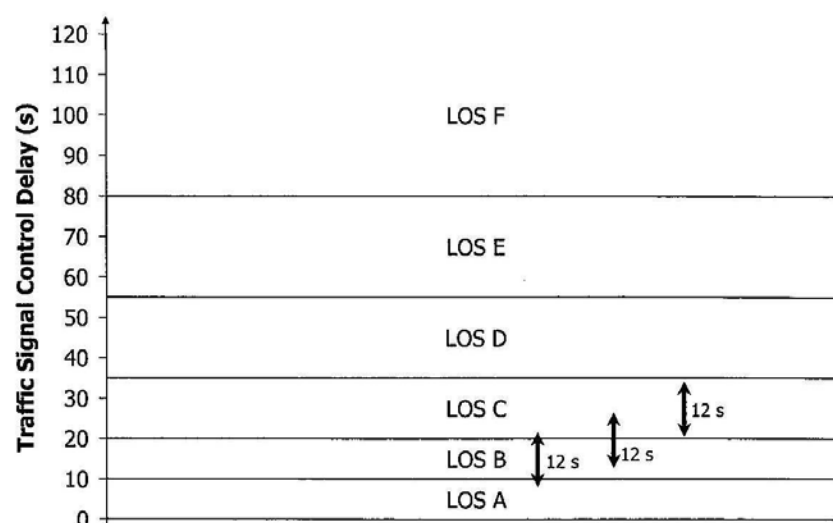 Traffic Signal Control Delay (s)
120
110
100
90
80
70
60
50
40
30
20
10
0
LOS F
LOS E
LOS D
LOS C
LOS B
LOS A
12 s
12 s
12 s